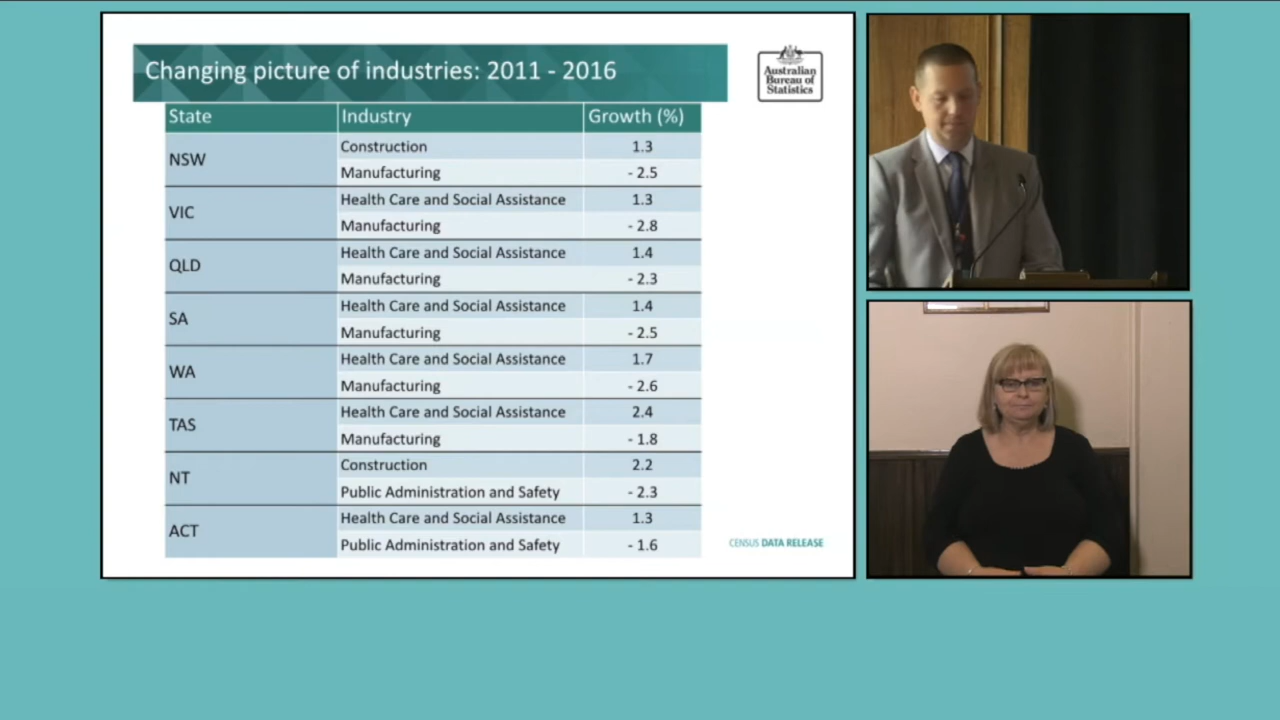 Changing picture of industries: 2011 - 2016
Australian
Bureau of
Statistics
State Industry Growth (%)
NSW
Construction 1.3
Manufacturing - 2.5
VIC
Health Care and Social Assistance 1.3
Manufacturing - 2.8
QLD
Health Care and Social Assistance 1.4
Manufacturing - 2.3
SA
Health Care and Social Assistance 1.4
Manufacturing - 2.5
WA
Health Care and Social Assistance 1.7
Manufacturing - 2.6
TAS
Health Care and Social Assistance 2.4
Manufacturing - 1.8
NT
Construction 2.2
Public Administration and Safety - 2.3
ACT
Health Care and Social Assistance 1.3
Public Administration and Safety - 1.6
CENSUS DATA RELEASE